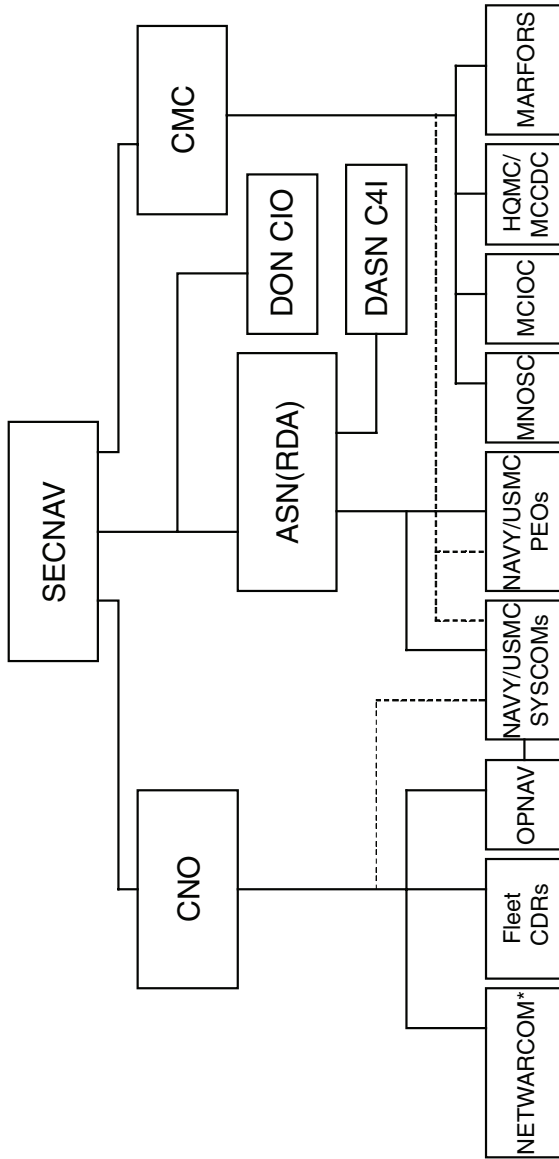 SECNAV
CNO
CMC
ASN(RDA)
DON CIO
DASN C4I
NETWARCOM*
Fleet
CDRs
OPNAV
NAVY/USMC
SYSCOMs
NAVY/USMC
PEOs
MNOSC
MCIOC
HQMC/
MCCDC
MARFORS